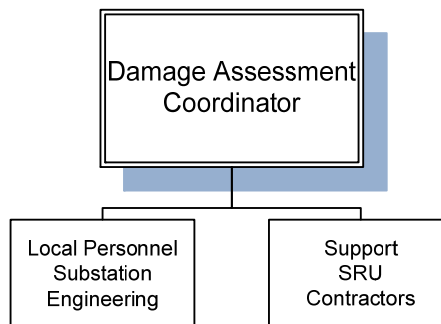 Damage Assessment
Coordinator
Local Personnel
Substation
Engineering
Support
SRU
Contractors